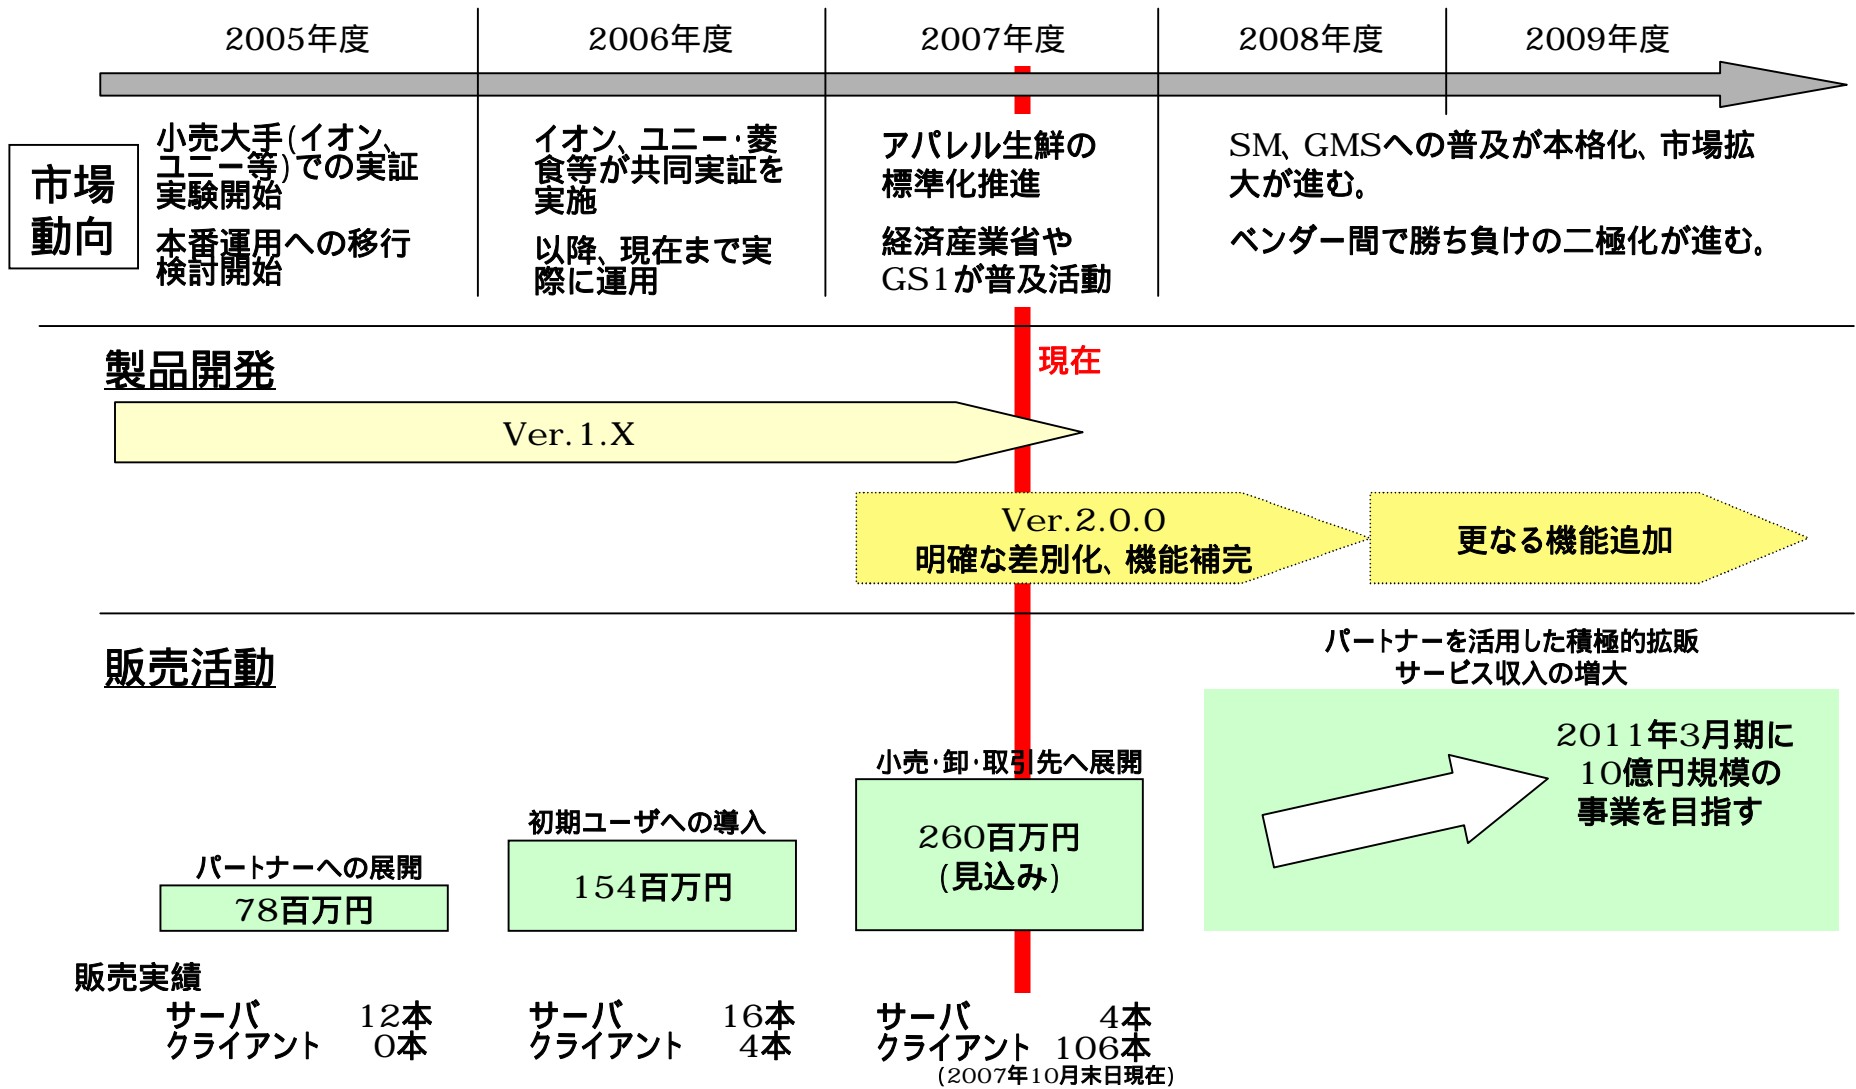 2005年度
2006年度
2007年度
2008年度
2009年度
市場
動向
小売大手(イオン、
ユニー等)での実証
実験開始
本番運用への移行
検討開始
イオン、ユニー・菱
食等が共同実証を
実施
以降、現在まで実
際に運用
アパレル生鮮の
標準化推進
経済産業省や
GS1が普及活動
SM、GMSへの普及が本格化、市場拡
大が進む。
ベンダー間で勝ち負けの二極化が進む。
製品開発
現在
Ver.1.X
Ver.2.0.0
明確な差別化、機能補完
更なる機能追加
販売活動
パートナーを活用した積極的拡販
サービス収入の増大
2011年3月期に
10億円規模の
事業を目指す
小売・卸・取引先へ展開
260百万円
(見込み)
初期ユーザへの導入
154百万円
パートナーへの展開
78百万円
販売実績
サーバ 12本
クライアント 0本
サーバ 16本
クライアント 4本
サーバ 4本
クライアント 106本
(2007年10月末日現在)